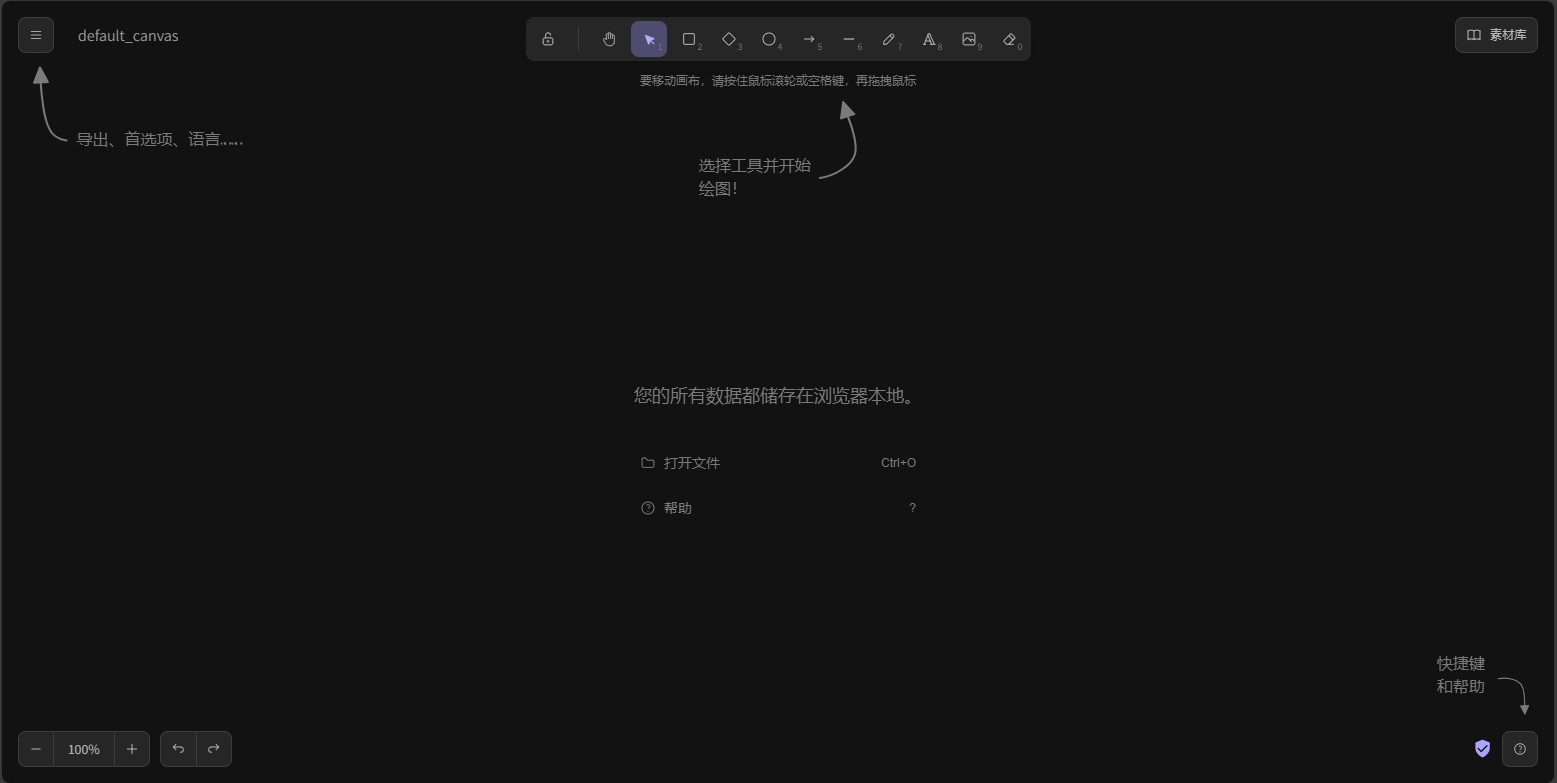 default_canvas
1
2
3
4
5
6
7
8
9
0
素材库
要移动画布，请按住鼠标滚轮或空格键，再拖拽鼠标
导出、首选项、语言……
选择工具并开始
绘图！
您的所有数据都储存在浏览器本地。
打开文件 Ctrl+O
帮助 ?
快捷键
和帮助
100%